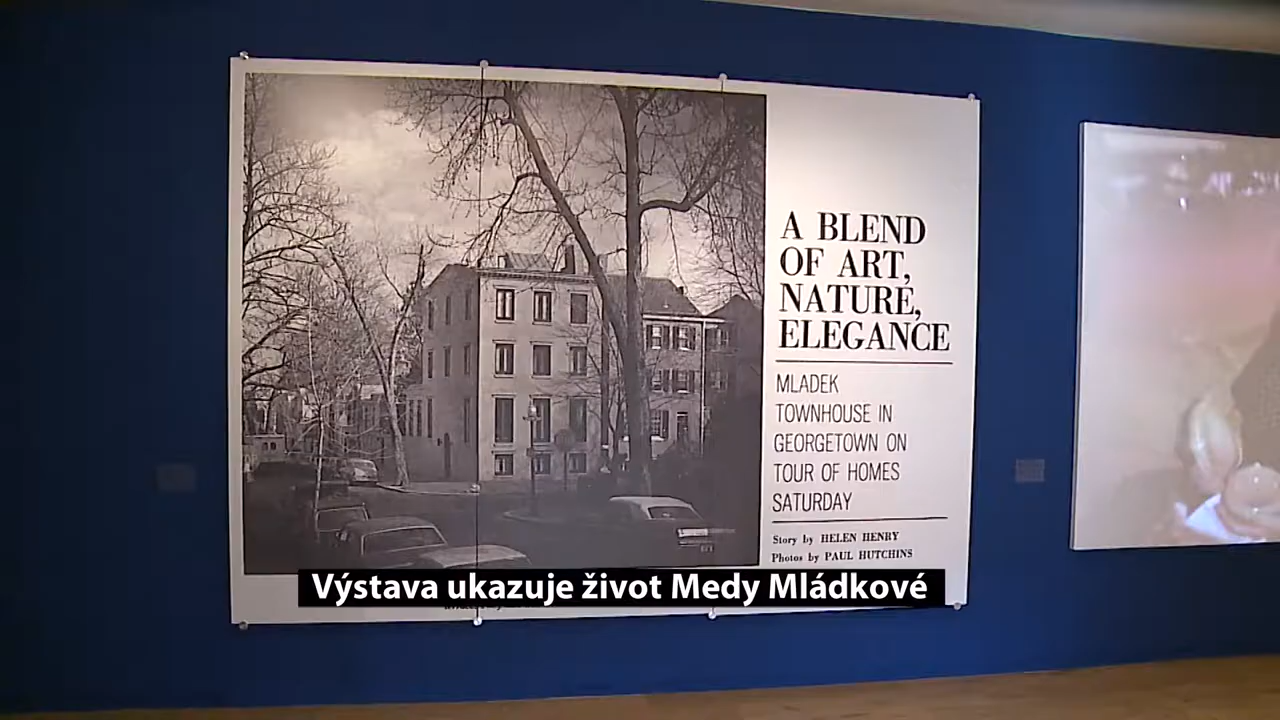 A BLEND
OF ART,
NATURE,
ELEGANCE
MLADEK
TOWNHOUSE IN
GEORGETOWN ON
TOUR OF HOMES
SATURDAY
Story by HELEN HENRY
Photos by PAUL HUTCHINS
Výstava ukazuje život Medy Mládkové